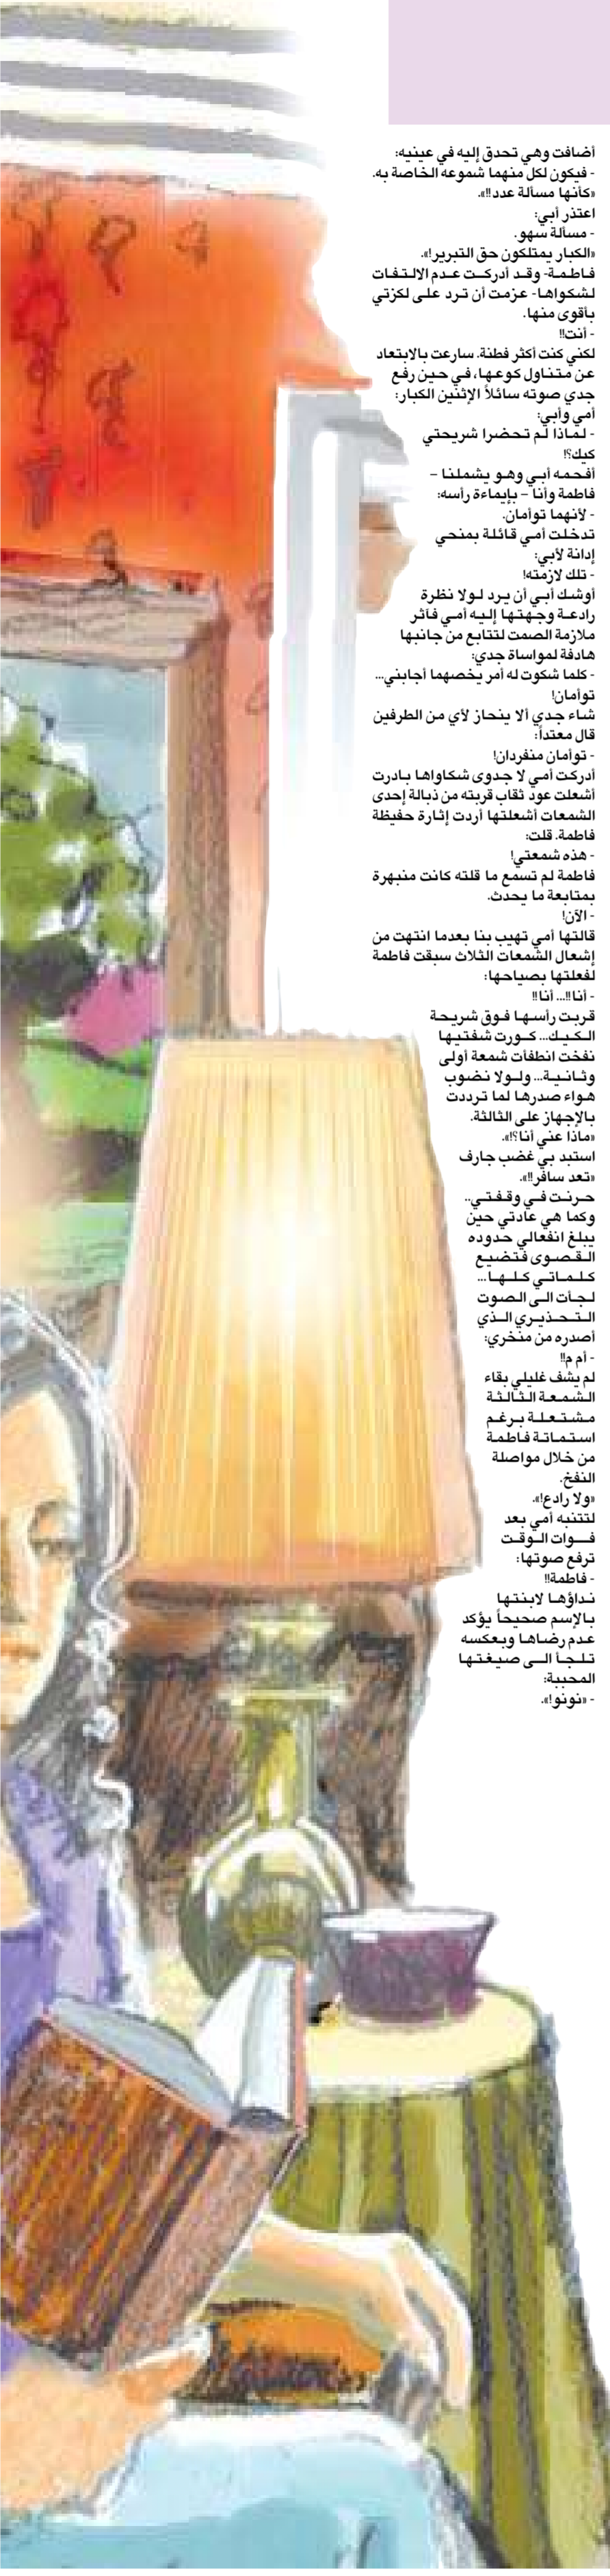 أضافت وهي تحدق إليه في عينيه:
- فيكون لكل منهما شموعه الخاصة به.
«كأنها مسألة عدد!!».
اعتذر أبي:
- مسألة سهو.
«الكبار يمتلكون حق التبرير!».
فاطمة- وقد أدركت عدم الالتفات
لشكواها- عزمت أن ترد على لكزتي
بأقوى منها.
- أنت!!
لكني كنت أكثر فطنة. سارعت بالابتعاد
عن متناول كوعها، في حين رفع
جدي صوته سائلاً الإثنين الكبار:
أمي وأبي:
- لماذا لم تحضرا شريحتي
كيك؟!
أفحمه أبي وهو يشملنا –
فاطمة وأنا – بإيماءة رأسه:
- لأنهما توأمان.
تدخلت أمي قائلة بمنحي
إدانة لأبي:
- تلك لازمته!
أوشك أبي أن يرد لولا نظرة
رادعة وجهتها إليه أمي فآثر
ملازمة الصمت لتتابع من جانبها
هادفة لمواساة جدي:
- كلما شكوت له أمر يخصهما أجابني...
توأمان!
شاء جدي ألا ينحاز لأي من الطرفين
قال معتداً:
- توأمان منفردان!
أدركت أمي لا جدوى شكاواها بادرت
أشعلت عود ثقاب قربته من ذبالة إحدى
الشمعات أشعلتها أردت إثارة حفيظة
فاطمة. قلت:
- هذه شمعتي!
فاطمة لم تسمع ما قلته كانت منبهرة
بمتابعة ما يحدث.
- الآن!
قالتها أمي تهيب بنا بعدما انتهت من
إشعال الشمعات الثلاث سبقت فاطمة
لفعلتها بصياحها:
- أنا!!... أنا!!
قربت رأسها فوق شريحة
الكيك... كورت شفتيها
نفخت انطفأت شمعة أولى
وثانية... ولولا نضوب
هواء صدرها لما ترددت
بالإجهاز على الثالثة.
«ماذا عني أنا؟!».
استبد بي غضب جارف
«تعد سافر!!».
حرنت في وقفتي..
وكما هي عادتي حين
يبلغ انفعالي حدوده
القصوى فتضيع
كلماتي كلها...
لجأت الى الصوت
التحذيري الذي
أصدره من منخري:
- أم م!!
لم يشف غليلي بقاء
الشمعة الثالثة
مشتعلة برغم
استماتة فاطمة
من خلال مواصلة
النفخ.
«ولا رادع!».
لتتنبه أمي بعد
فوات الوقت
ترفع صوتها:
- فاطمة!!
نداؤها لابنتها
بالإسم صحيحاً يؤكد
عدم رضاها وبعكسه
تلجأ الى صيغتها
المحببة:
- «نونو!».